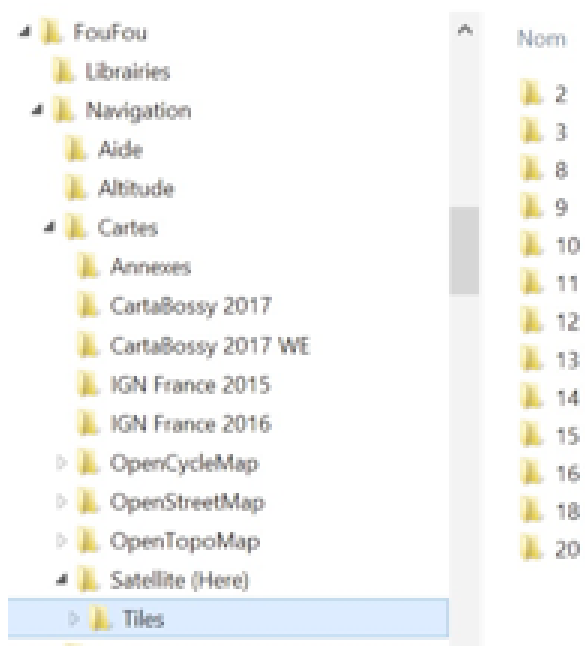 FouFou
Librairies
Navigation
Aide
Altitude
Cartes
Annexes
CartaBossy 2017
CartaBossy 2017 WE
IGN France 2015
IGN France 2016
OpenCycleMap
OpenStreetMap
OpenTopoMap
Satellite (Here)
Tiles
Nom
2
3
8
9
10
11
12
13
14
15
16
18
20